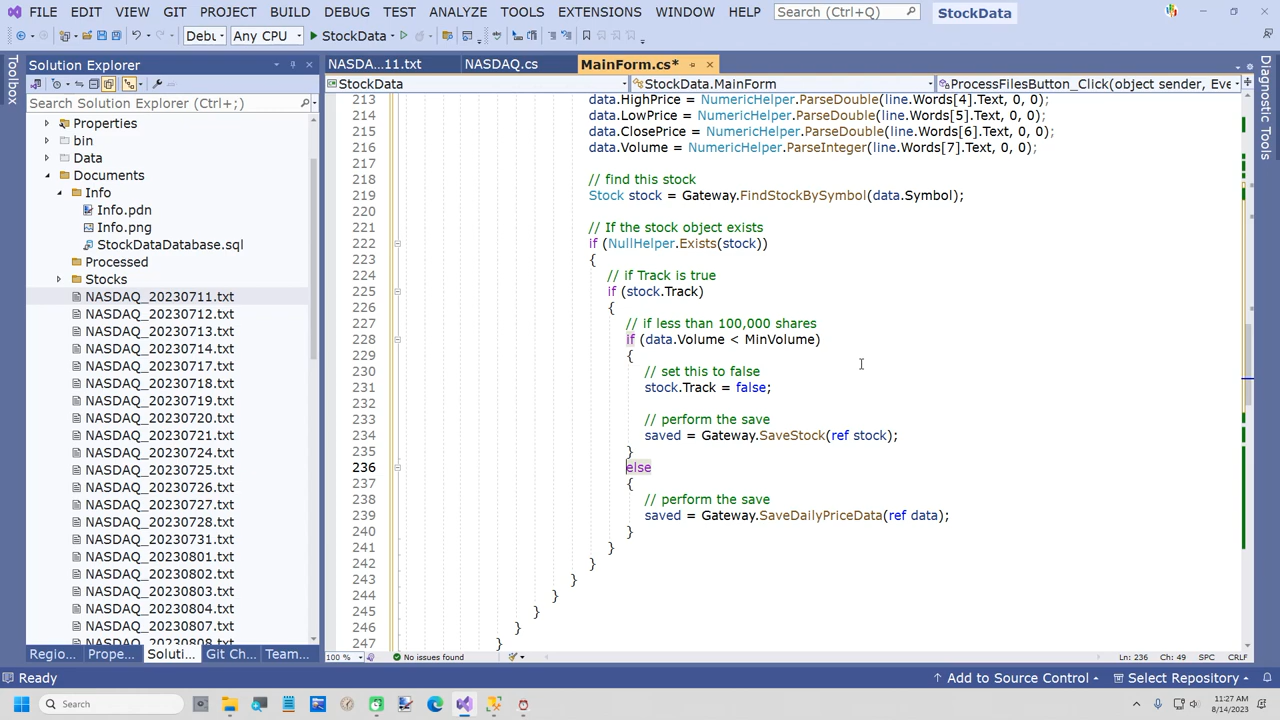 FILE EDIT VIEW GIT PROJECT BUILD DEBUG TEST ANALYZE TOOLS EXTENSIONS WINDOW HELP Search (Ctrl+Q) StockData
Debu Any CPU StockData
Toolbox
Solution Explorer
Search Solution Explorer (Ctrl+;)
Properties
bin
Data
Documents
Info
Info.pdn
Info.png
StockDataDatabase.sql
Processed
Stocks
NASDAQ_20230711.txt
NASDAQ_20230712.txt
NASDAQ_20230713.txt
NASDAQ_20230714.txt
NASDAQ_20230717.txt
NASDAQ_20230718.txt
NASDAQ_20230719.txt
NASDAQ_20230720.txt
NASDAQ_20230721.txt
NASDAQ_20230724.txt
NASDAQ_20230725.txt
NASDAQ_20230726.txt
NASDAQ_20230727.txt
NASDAQ_20230728.txt
NASDAQ_20230731.txt
NASDAQ_20230801.txt
NASDAQ_20230802.txt
NASDAQ_20230803.txt
NASDAQ_20230804.txt
NASDAQ_20230807.txt
NASDAQ_20230808.txt
Regio... Prope... Soluti... Git Ch... Team...
NASDA...11.txt NASDAQ.cs MainForm.cs*
StockData StockData.MainForm ProcessFilesButton_Click(object sender, Eve
213 data.HighPrice = NumericHelper.ParseDouble(line.Words[4].Text, 0, 0);
214 data.LowPrice = NumericHelper.ParseDouble(line.Words[5].Text, 0, 0);
215 data.ClosePrice = NumericHelper.ParseDouble(line.Words[6].Text, 0, 0);
216 data.Volume = NumericHelper.ParseInteger(line.Words[7].Text, 0, 0);
217
218 // find this stock
219 Stock stock = Gateway.FindStockBySymbol(data.Symbol);
220
221 // If the stock object exists
222 if (NullHelper.Exists(stock))
223 {
224 // if Track is true
225 if (stock.Track)
226 {
227 // if less than 100,000 shares
228 if (data.Volume < MinVolume)
229 {
230 // set this to false
231 stock.Track = false;
232
233 // perform the save
234 saved = Gateway.SaveStock(ref stock);
235 }
236 else
237 {
238 // perform the save
239 saved = Gateway.SaveDailyPriceData(ref data);
240 }
241 }
242 }
243 }
244 }
245 }
246 }
247 }
100 % No issues found Ln: 236 Ch: 49 SPC CRLF
Diagnostic Tools
Ready Add to Source Control Select Repository
Search
11:27 AM
8/14/2023